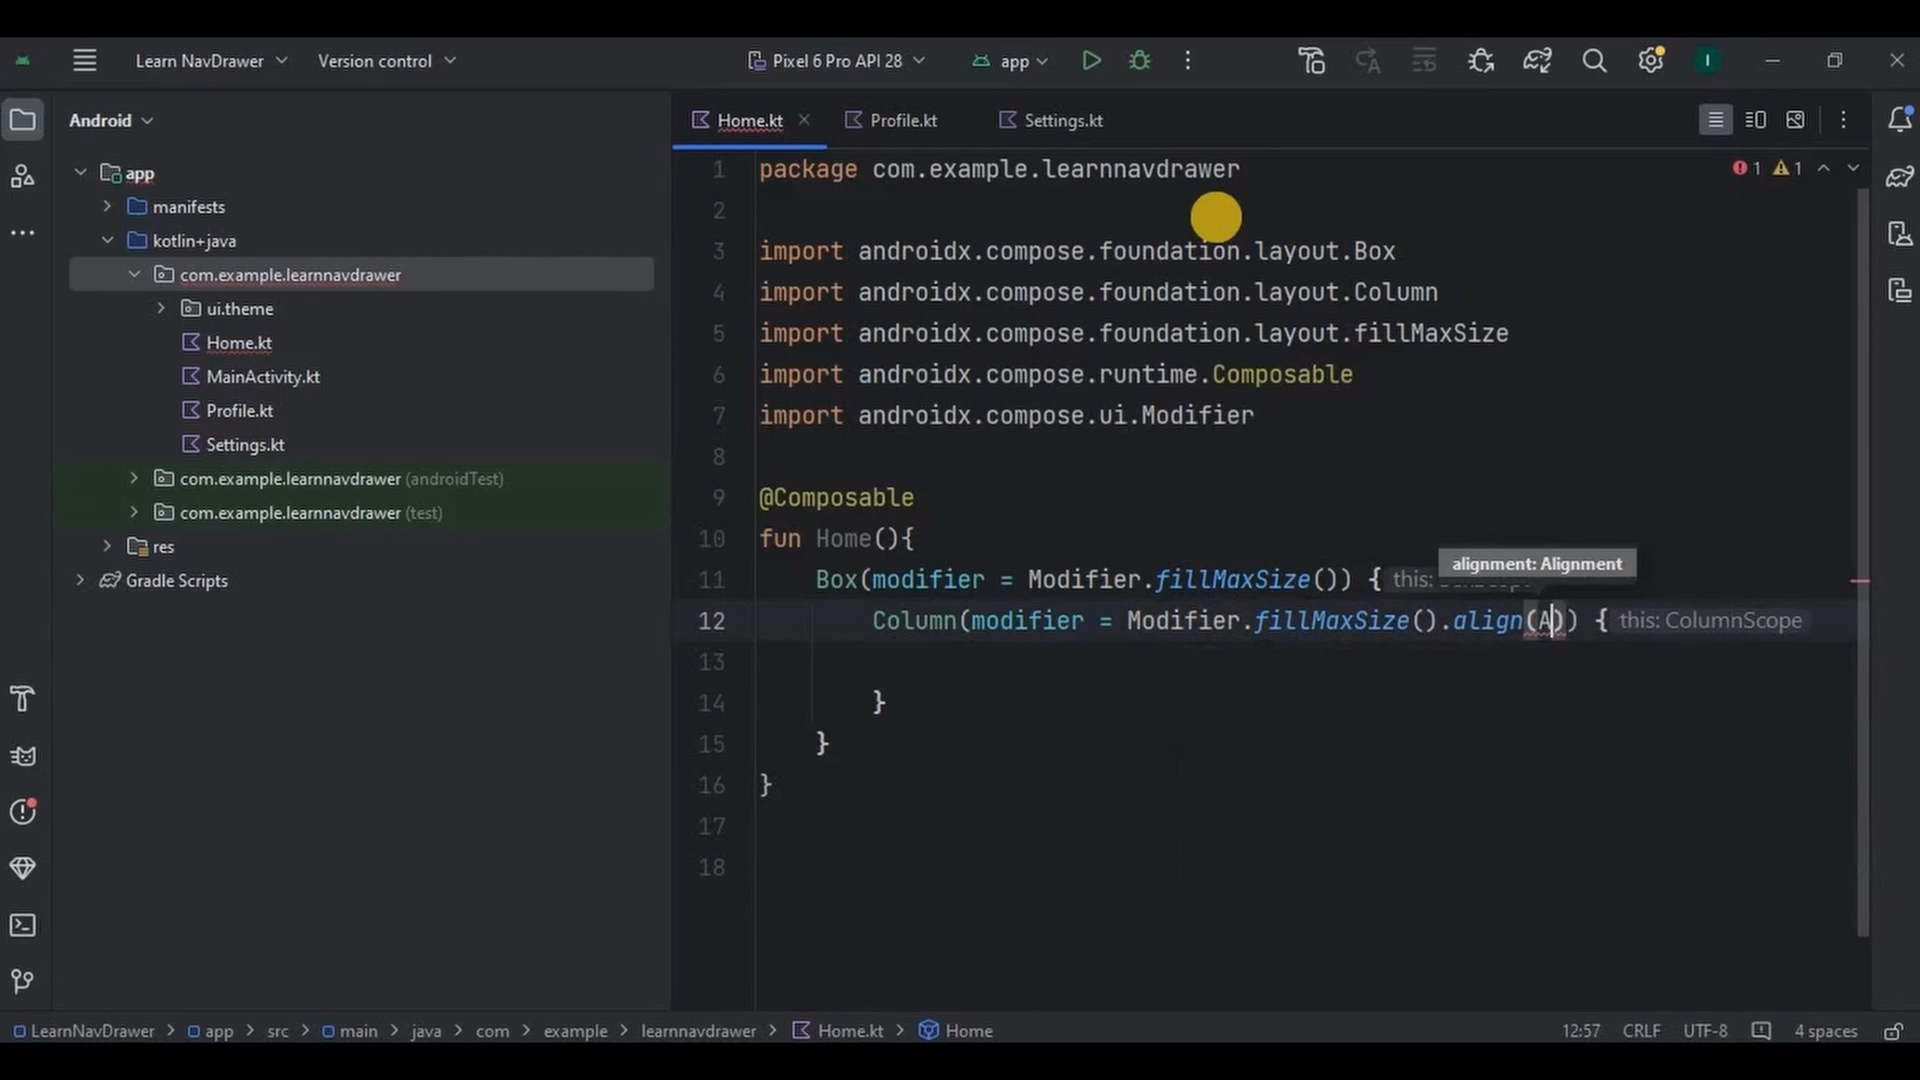 Learn NavDrawer Version control Pixel 6 Pro API 28 app I
Android
app
manifests
kotlin+java
com.example.learnnavdrawer
ui.theme
Home.kt
MainActivity.kt
Profile.kt
Settings.kt
com.example.learnnavdrawer (androidTest)
com.example.learnnavdrawer (test)
res
Gradle Scripts
Home.kt Profile.kt Settings.kt
1 package com.example.learnnavdrawer 1 1
2
3 import androidx.compose.foundation.layout.Box
4 import androidx.compose.foundation.layout.Column
5 import androidx.compose.foundation.layout.fillMaxSize
6 import androidx.compose.runtime.Composable
7 import androidx.compose.ui.Modifier
8
9 @Composable
10 fun Home(){
alignment: Alignment
11 Box(modifier = Modifier.fillMaxSize()) { this:
12 Column(modifier = Modifier.fillMaxSize().align(A)) { this: ColumnScope
13
14 }
15 }
16 }
17
18
LearnNavDrawer > app > src > main > java > com > example > learnnavdrawer > Home.kt > Home 12:57 CRLF UTF-8 4 spaces